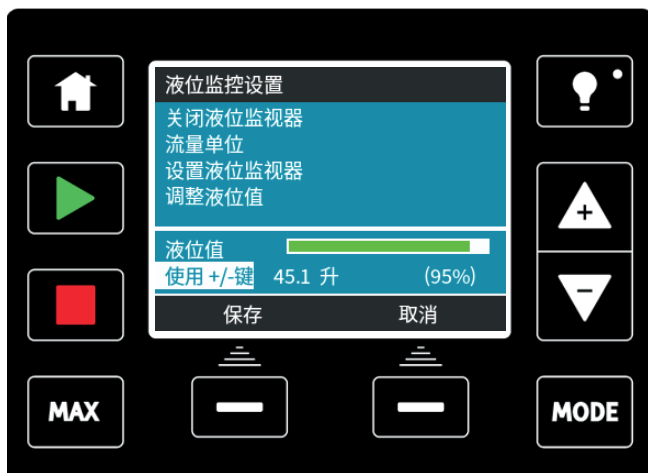 液位监控设置
关闭液位监视器
流量单位
设置液位监视器
调整液位值
液位值
使用 +/-键 45.1 升 (95%)
保存 取消
+
−
MAX
MODE